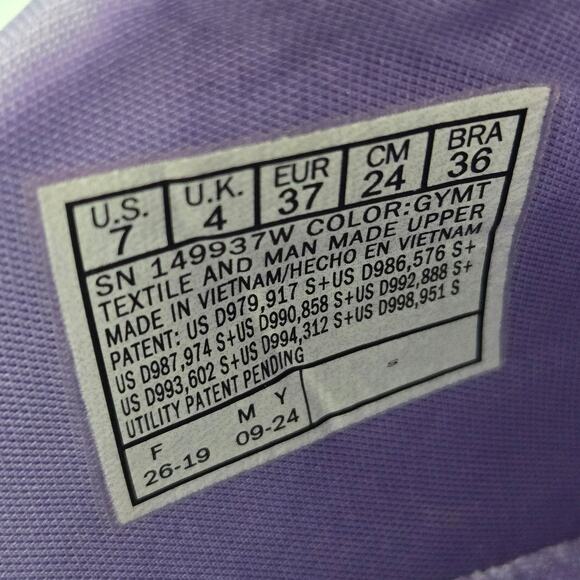 U.S. U.K. EUR CM BRA
7 4 37 24 36
SN 149937W COLOR:GYMT
TEXTILE AND MAN MADE UPPER
MADE IN VIETNAM/HECHO EN VIETNAM
PATENT: US D979,917 S+US D986,576 S+
US D987,974 S+US D990,858 S+US D992,888 S+
US D993,602 S+US D994,312 S+US D998,951 S
UTILITY PATENT PENDING
F M Y S
26-19 09-24